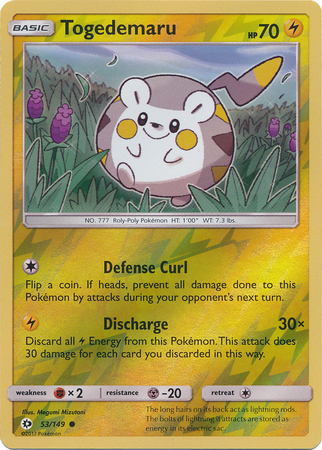 BASIC Togedemaru HP 70
NO. 777 Roly-Poly Pokémon HT: 1'00" WT: 7.3 lbs.
Defense Curl
Flip a coin. If heads, prevent all damage done to this
Pokémon by attacks during your opponent's next turn.
Discharge 30×
Discard all Energy from this Pokémon. This attack does
30 damage for each card you discarded in this way.
weakness × 2 resistance -20 retreat
Illus. Megumi Mizutani
53/149
©2017 Pokémon
The long hairs on its back act as lightning rods.
The bolts of lightning it attracts are stored as
energy in its electric sac.